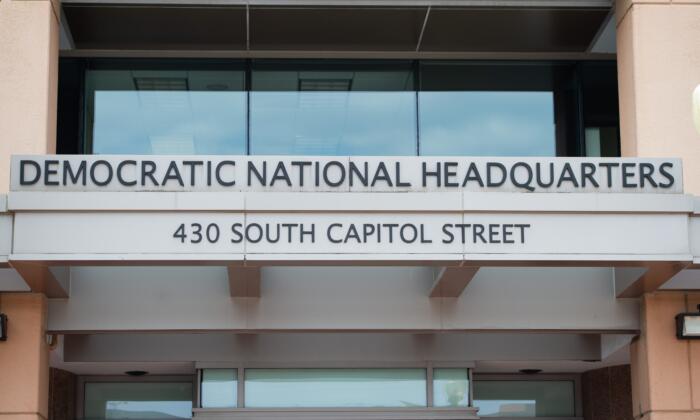 DEMOCRATIC NATIONAL HEADQUARTERS
430 SOUTH CAPITOL STREET